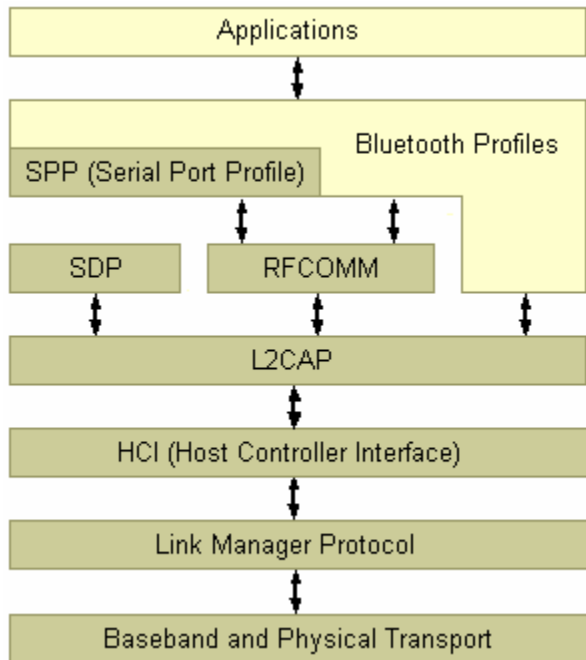 Applications
Bluetooth Profiles
SPP (Serial Port Profile)
SDP
RFCOMM
L2CAP
HCI (Host Controller Interface)
Link Manager Protocol
Baseband and Physical Transport